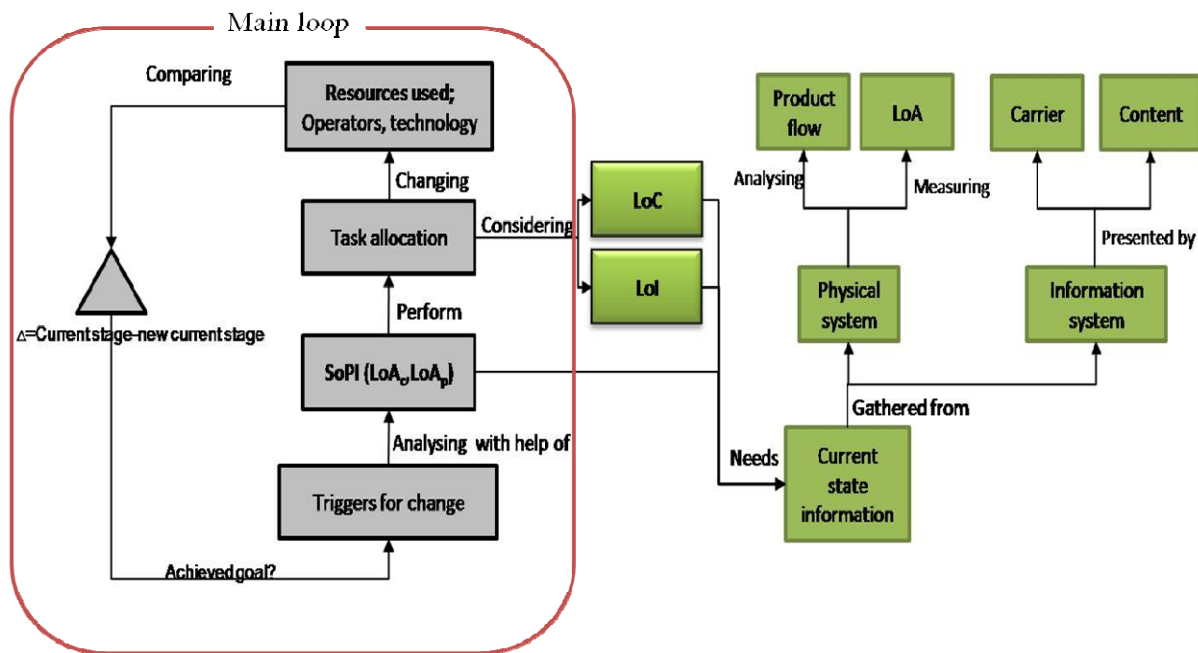 Main loop
Comparing
Resources used;
Operators, technology
Changing
Task allocation
Considering
LoC
LoI
Perform
Δ=Current stage-new current stage
SoPI (LoAc,LoAp)
Analysing with help of
Triggers for change
Achieved goal?
Product
flow
LoA
Carrier
Content
Analysing
Measuring
Presented by
Physical
system
Information
system
Gathered from
Needs
Current
state
information